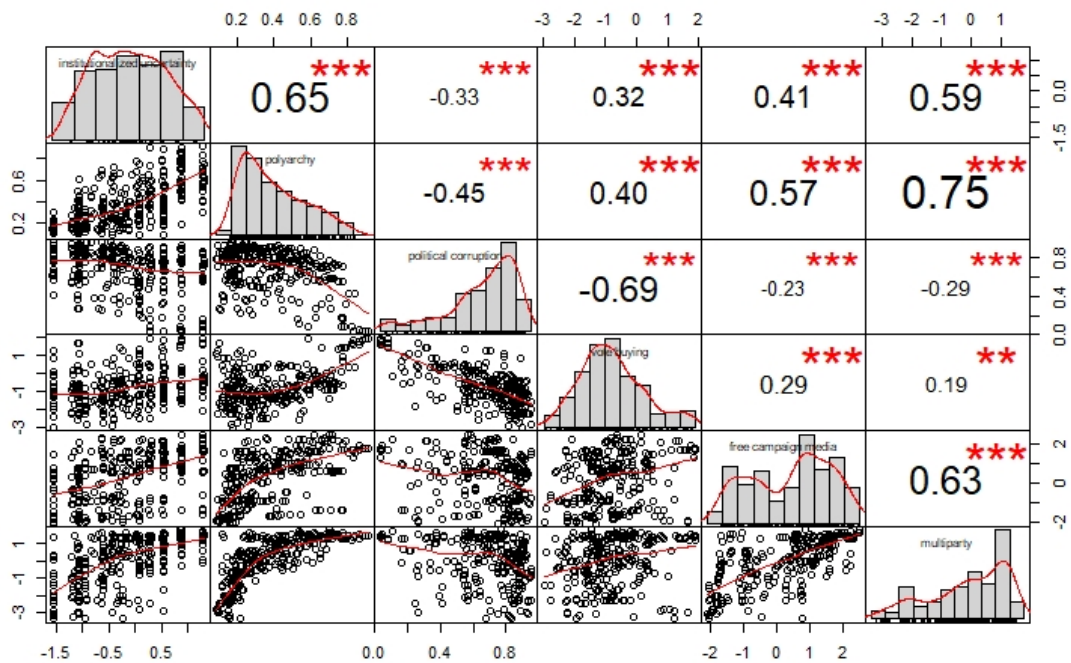 0.2 0.4 0.6 0.8 -3 -2 -1 0 1 2 -3 -2 -1 0 1
institutionalized uncertainty *** 0.65 *** -0.33 *** 0.32 *** 0.41 *** 0.59 0.0 -1.5
0.6 0.2 polyarchy *** -0.45 *** 0.40 *** 0.57 *** 0.75
political corruption *** -0.69 *** -0.23 *** -0.29 0.8 0.4 0.0
1 -1 -3 vote buying *** 0.29 ** 0.19
free campaign media *** 0.63 2 0 -2
1 -1 -3 multiparty
-1.5 -0.5 0.5 0.0 0.4 0.8 -2 -1 0 1 2